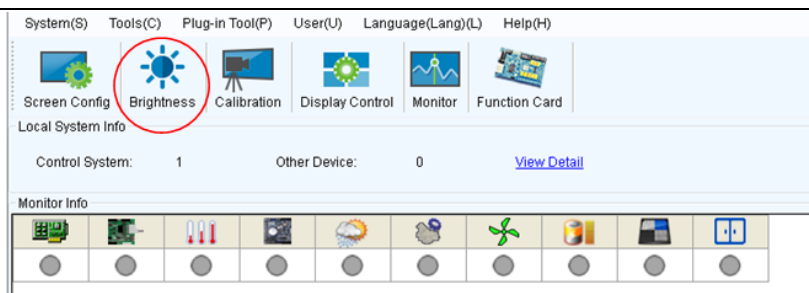 System(S) Tools(C) Plug-in Tool(P) User(U) Language(Lang)(L) Help(H)
Screen Config Brightness Calibration Display Control Monitor Function Card
Local System Info
Control System: 1 Other Device: 0 View Detail
Monitor Info